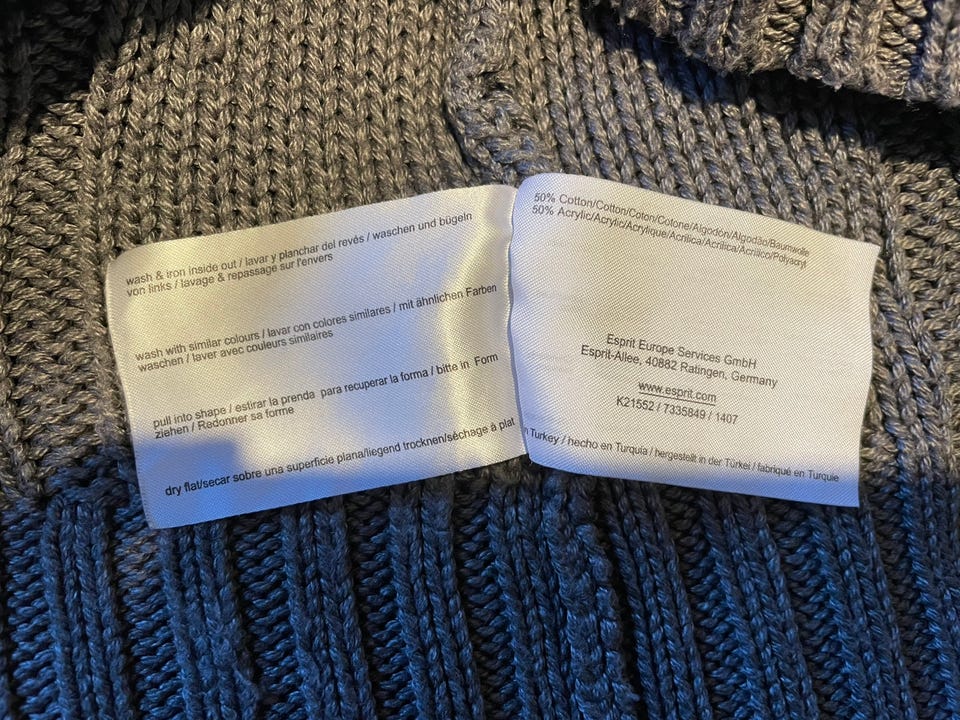 wash & iron inside out / lavar y planchar del revés / waschen und bügeln
von links / lavage & repassage sur l'envers
wash with similar colours / lavar con colores similares / mit ähnlichen Farben
waschen / laver avec couleurs similaires
pull into shape / estirar la prenda para recuperar la forma / bitte in Form
ziehen / Redonner sa forme
dry flat/secar sobre una superficie plana/liegend trocknen/séchage à plat
50% Cotton/Cotton/Coton/Cotone/Algodón/Algodão/Baumwolle
50% Acrylic/Acrylic/Acrylique/Acrilica/Acrílica/Acrílico/Polyacryl
Esprit Europe Services GmbH
Esprit-Allee, 40882 Ratingen, Germany
www.esprit.com
K21552 / 7335849 / 1407
n Turkey / hecho en Turquía / hergestellt in der Türkei / fabriqué en Turquie